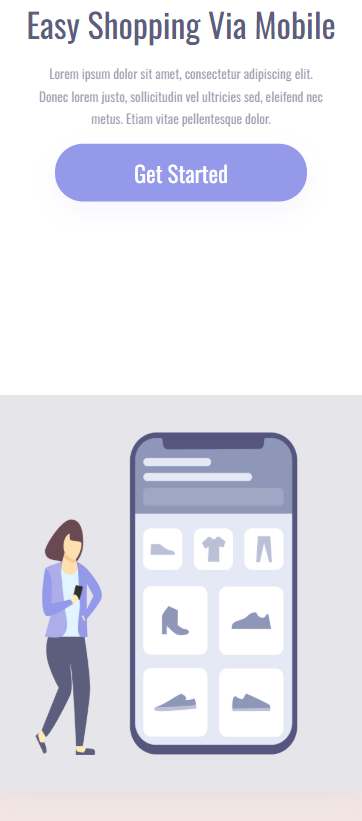 Easy Shopping Via Mobile
Lorem ipsum dolor sit amet, consectetur adipiscing elit.
Donec lorem justo, sollicitudin vel ultricies sed, eleifend nec
metus. Etiam vitae pellentesque dolor.
Get Started